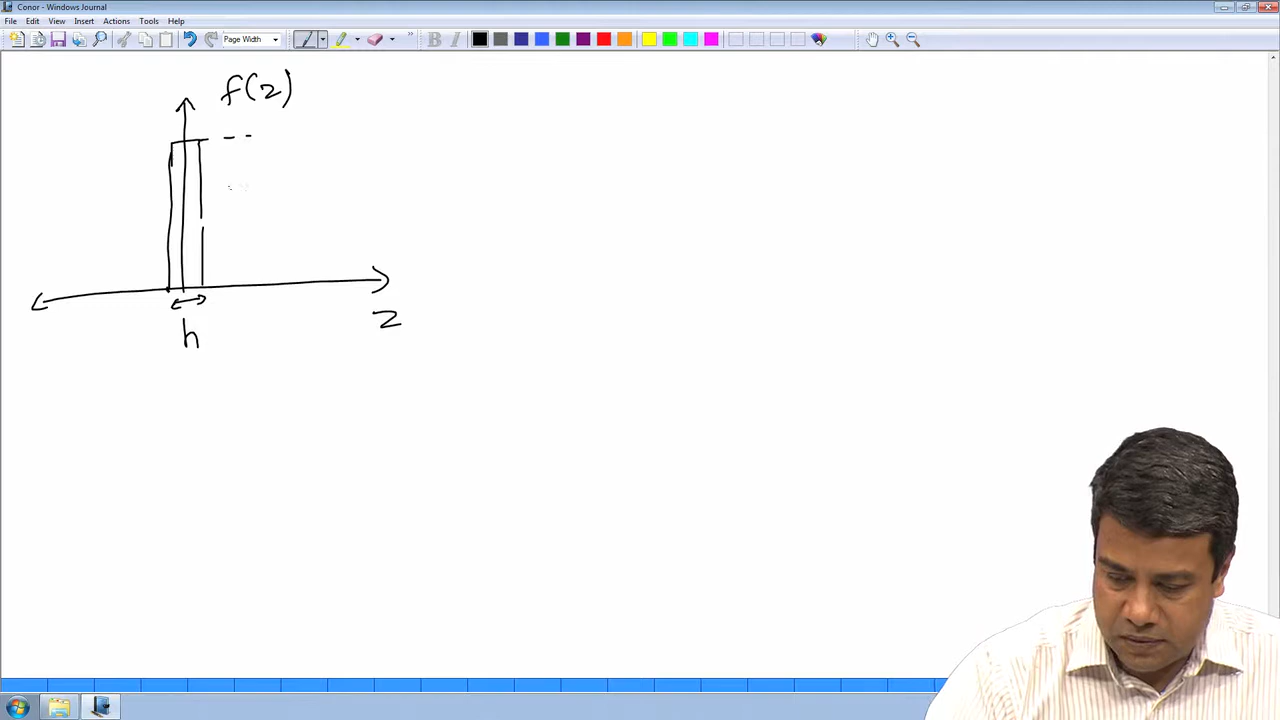 Conor - Windows Journal
File Edit View Insert Actions Tools Help
Page Width
B I
f(z)
z
h